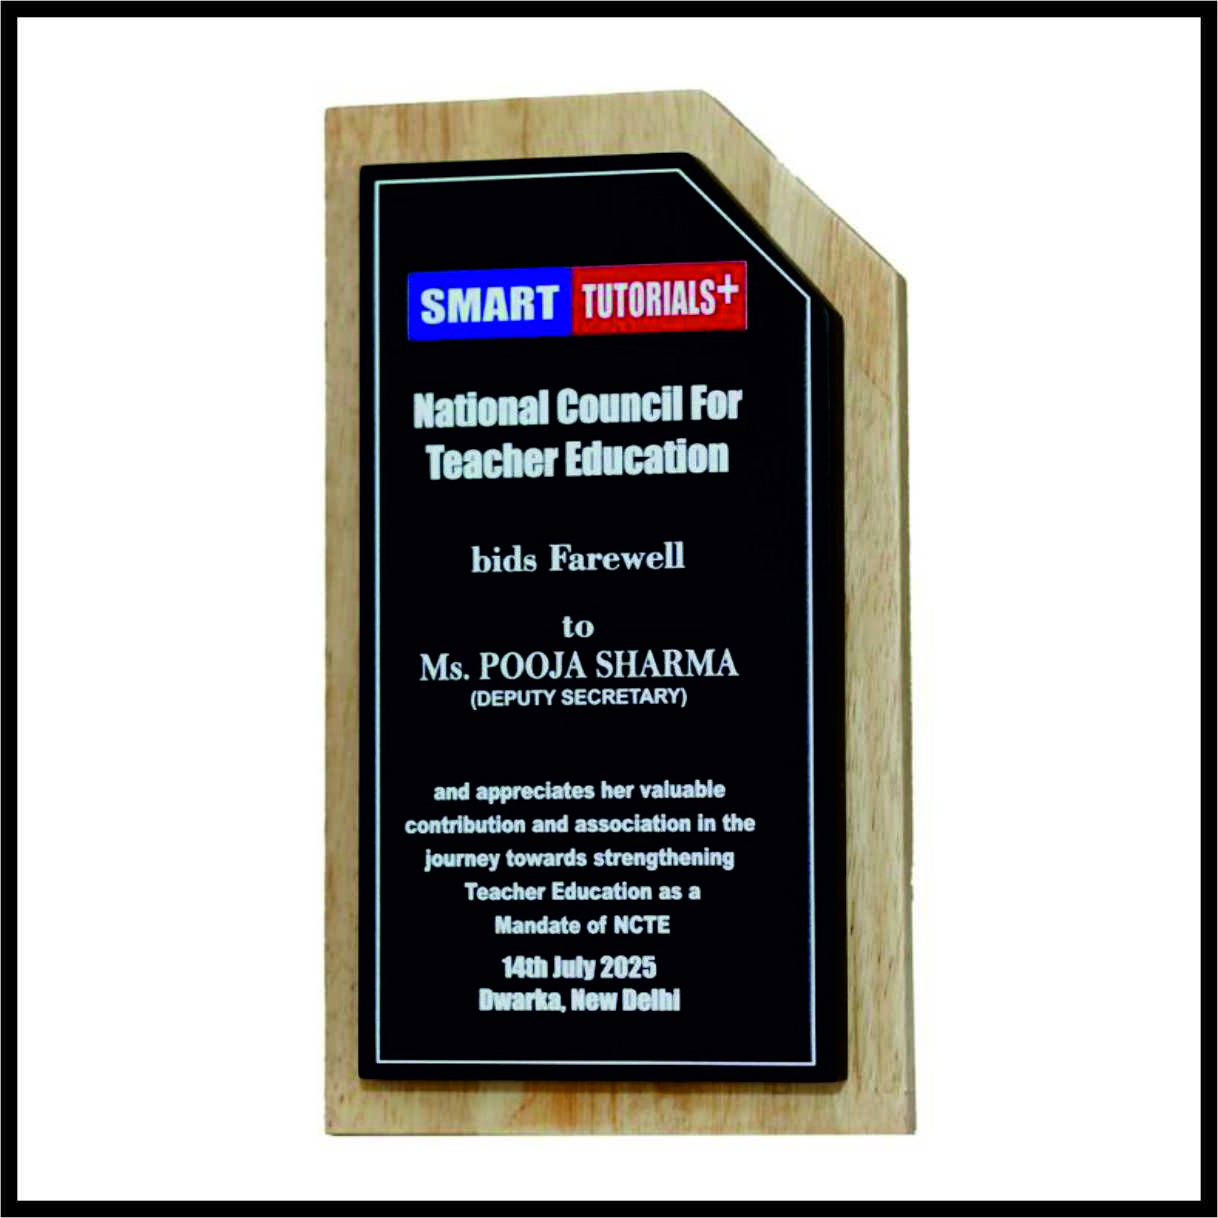 SMART TUTORIALS+
National Council For
Teacher Education
bids Farewell
to
Ms. POOJA SHARMA
(DEPUTY SECRETARY)
and appreciates her valuable
contribution and association in the
journey towards strengthening
Teacher Education as a
Mandate of NCTE
14th July 2025
Dwarka, New Delhi